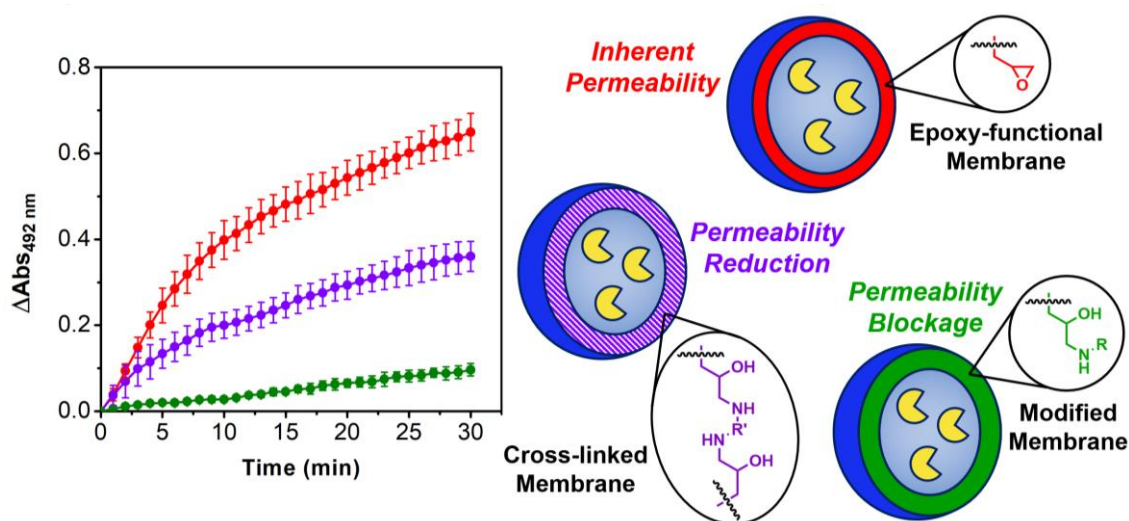 0.8
0.6
0.4
0.2
0.0
ΔAbs492 nm
0 5 10 15 20 25 30
Time (min)
Inherent
Permeability
O
Epoxy-functional
Membrane
Permeability
Reduction
OH
NH
R'
HN
OH
Cross-linked
Membrane
Permeability
Blockage
OH
R
N
H
Modified
Membrane